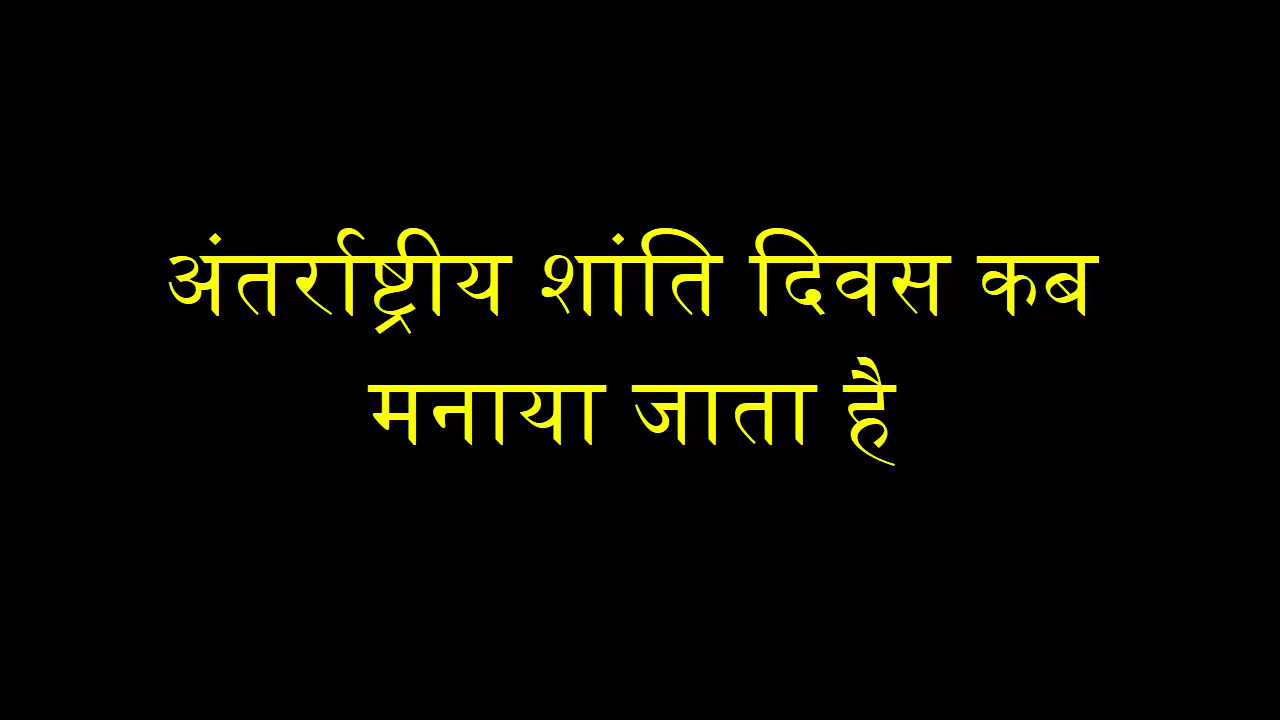 अंतर्राष्ट्रीय शांति दिवस कब
मनाया जाता है